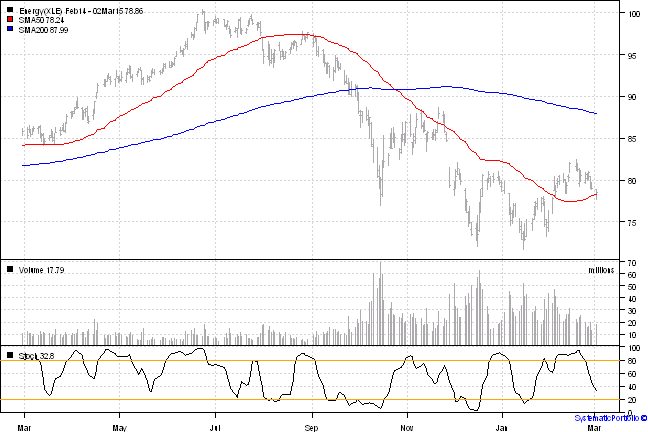 Energy(XLE) Feb14 - 02Mar15 78.86
SMA50 78.24
SMA200 87.99
100
95
90
85
80
75
Volume 17.79
millions
70
60
50
40
30
20
10
Stoch 32.8
100
80
60
40
20
0
Mar May Jul Sep Nov Jan Mar
SystematicPortfolio ©